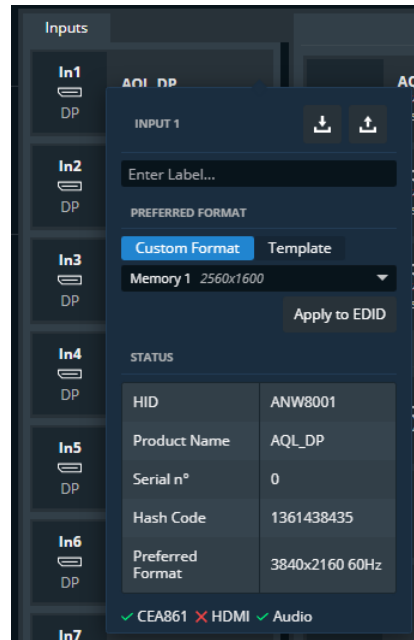 Inputs
In1
DP
AQL_DP
In2
DP
In3
DP
In4
DP
In5
DP
In6
DP
In7
INPUT 1
Enter Label...
PREFERRED FORMAT
Custom Format Template
Memory 1 2560x1600
Apply to EDID
STATUS
HID ANW8001
Product Name AQL_DP
Serial n° 0
Hash Code 1361438435
Preferred
Format 3840x2160 60Hz
CEA861 HDMI Audio